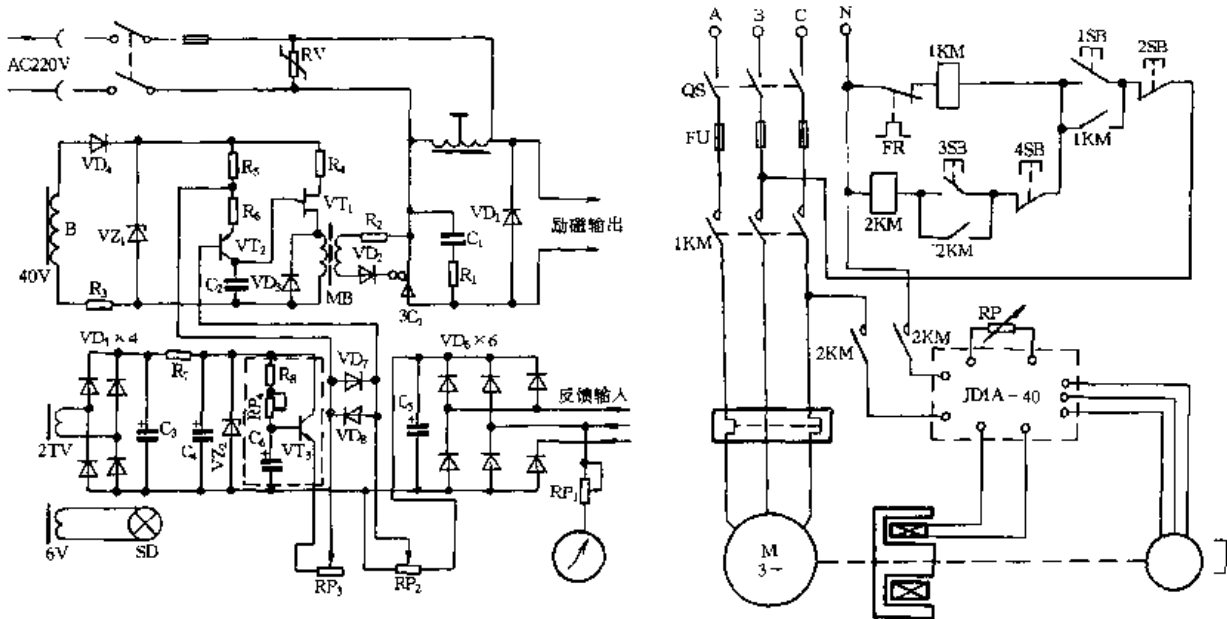 AC220V
RV
VD₄
R₅
R₄
R₆
VT₁
B
VZ₁
VT₂
R₂
VD₂
C₁
VD₁
励磁输出
40V
C₂
VD₃
MB
R₁
R₃
3C₁
VD₁×4
VD₇
VD₆×6
R₇
R₈
反馈输入
RP₄
C₅
C₃
VD₈
2TV
C₄
VZ₂
C₆
VT₃
RP₁
6V
SD
RP₃
RP₂
A
B
C
N
1SB
1KM
2SB
QS
FU
FR
1KM
3SB
4SB
2KM
2KM
1KM
RP
2KM
2KM
JD1A-40
M
3~